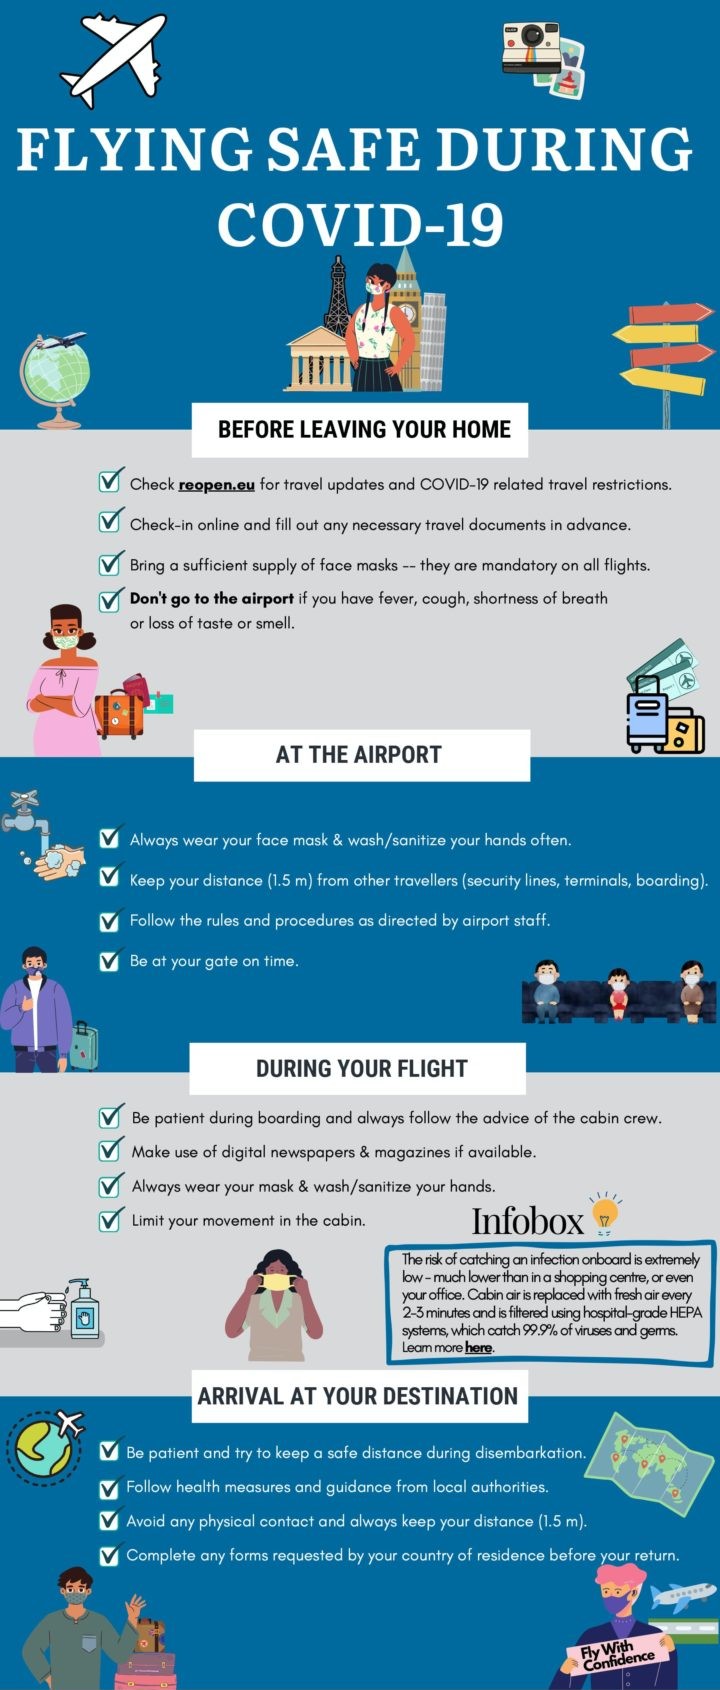 FLYING SAFE DURING
COVID-19
BEFORE LEAVING YOUR HOME
Check reopen.eu for travel updates and COVID-19 related travel restrictions.
Check-in online and fill out any necessary travel documents in advance.
Bring a sufficient supply of face masks -- they are mandatory on all flights.
Don't go to the airport if you have fever, cough, shortness of breath
or loss of taste or smell.
AT THE AIRPORT
Always wear your face mask & wash/sanitize your hands often.
Keep your distance (1.5 m) from other travellers (security lines, terminals, boarding).
Follow the rules and procedures as directed by airport staff.
Be at your gate on time.
DURING YOUR FLIGHT
Be patient during boarding and always follow the advice of the cabin crew.
Make use of digital newspapers & magazines if available.
Always wear your mask & wash/sanitize your hands.
Limit your movement in the cabin.
Infobox
The risk of catching an infection onboard is extremely
low - much lower than in a shopping centre, or even
your office. Cabin air is replaced with fresh air every
2-3 minutes and is filtered using hospital-grade HEPA
systems, which catch 99.9% of viruses and germs.
Learn more here.
ARRIVAL AT YOUR DESTINATION
Be patient and try to keep a safe distance during disembarkation.
Follow health measures and guidance from local authorities.
Avoid any physical contact and always keep your distance (1.5 m).
Complete any forms requested by your country of residence before your return.
Fly With
Confidence